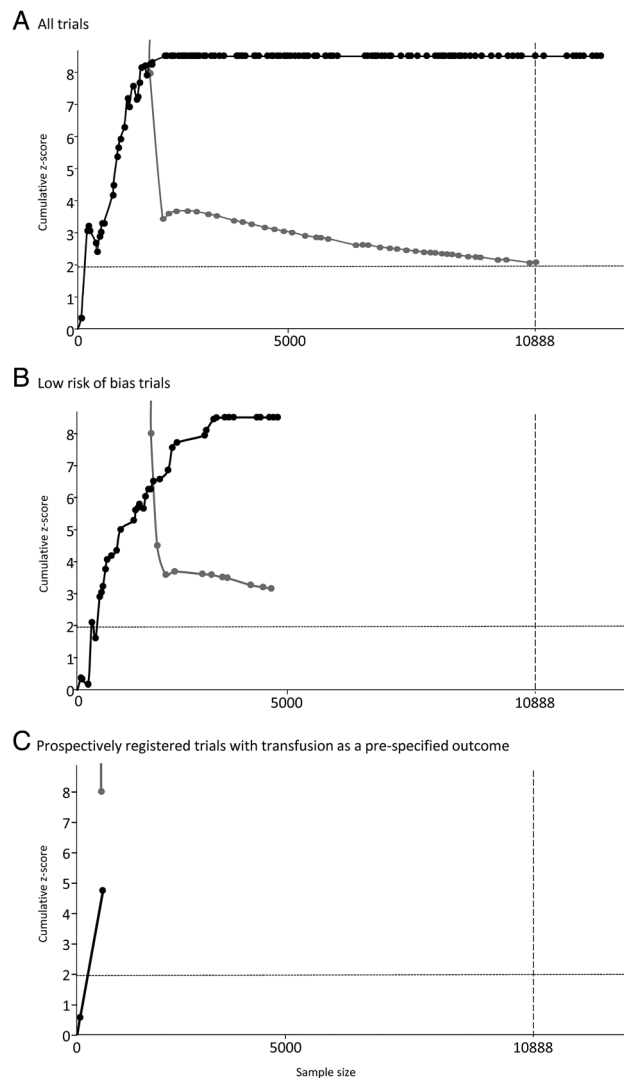 A All trials
Cumulative z-score
8
7
6
5
4
3
2
1
0
0 5000 10888
B Low risk of bias trials
Cumulative z-score
8
7
6
5
4
3
2
1
0
0 5000 10888
C Prospectively registered trials with transfusion as a pre-specified outcome
Cumulative z-score
8
7
6
5
4
3
2
1
0
0 5000 10888
Sample size